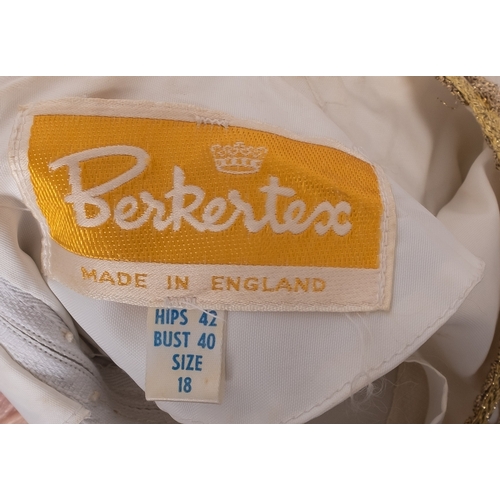 Berkertex
MADE IN ENGLAND
HIPS 42
BUST 40
SIZE
18